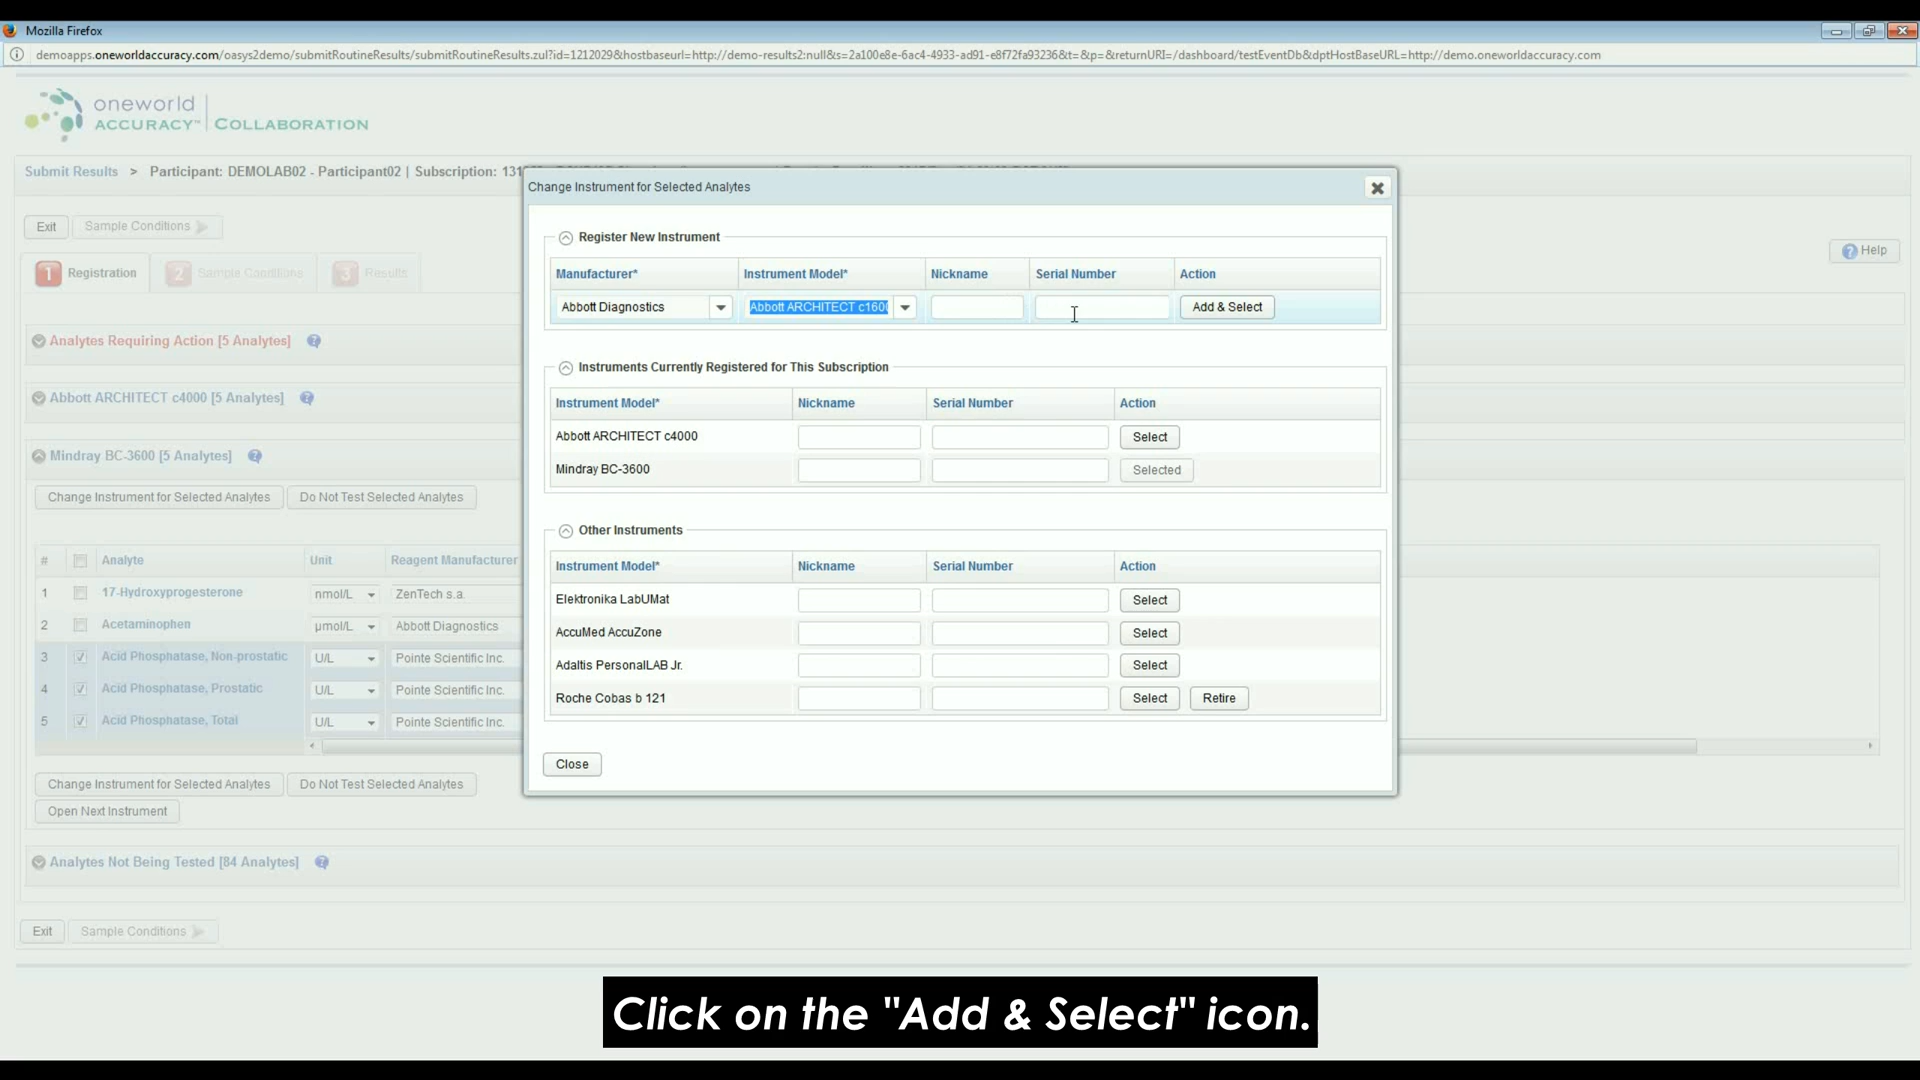 Mozilla Firefox
demoapps.oneworldaccuracy.com/oasys2demo/submitRoutineResults/submitRoutineResults.zul?id=1212029&hostbaseurl=http://demo-results2:null&s=2a100e8e-6ac4-4933-ad91-e8f72fa93236&t=&p=&returnURI=/dashboard/testEventDb&dptHostBaseURL=http://demo.oneworldaccuracy.com
oneworld
ACCURACY™ COLLABORATION
Submit Results > Participant: DEMOLAB02 - Participant02 | Subscription:
Exit Sample Conditions
Help
1 Registration 2 Sample Conditions 3 Results
Analytes Requiring Action [5 Analytes]
Abbott ARCHITECT c4000 [5 Analytes]
Mindray BC-3600 [5 Analytes]
Change Instrument for Selected Analytes Do Not Test Selected Analytes
# Analyte Unit Reagent Manufacturer
1 17-Hydroxyprogesterone nmol/L ZenTech s.a.
2 Acetaminophen µmol/L Abbott Diagnostics
3 Acid Phosphatase, Non-prostatic U/L Pointe Scientific Inc.
4 Acid Phosphatase, Prostatic U/L Pointe Scientific Inc.
5 Acid Phosphatase, Total U/L Pointe Scientific Inc.
Change Instrument for Selected Analytes Do Not Test Selected Analytes
Open Next Instrument
Analytes Not Being Tested [84 Analytes]
Exit Sample Conditions
Change Instrument for Selected Analytes
Register New Instrument
Manufacturer* Instrument Model* Nickname Serial Number Action
Abbott Diagnostics Abbott ARCHITECT c1600 Add & Select
Instruments Currently Registered for This Subscription
Instrument Model* Nickname Serial Number Action
Abbott ARCHITECT c4000 Select
Mindray BC-3600 Selected
Other Instruments
Instrument Model* Nickname Serial Number Action
Elektronika LabUMat Select
AccuMed AccuZone Select
Adaltis PersonalLAB Jr. Select
Roche Cobas b 121 Select Retire
Close
Click on the "Add & Select" icon.